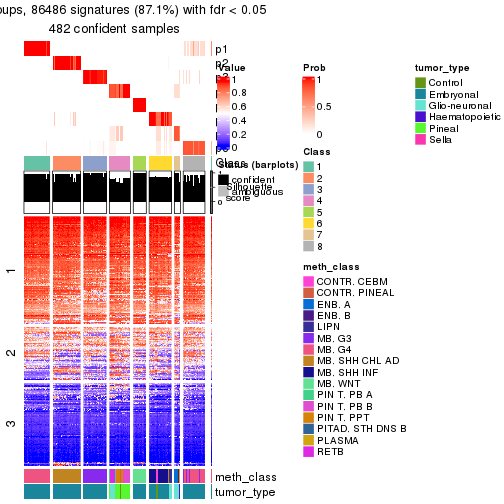 oups, 86486 signatures (87.1%) with fdr < 0.05
482 confident samples
p1
p2
Value
1
0.8
0.6
0.4
0.2
0
Prob
1
0.5
0
tumor_type
Control
Embryonal
Glio-neuronal
Haematopoietic
Pineal
Sella
Class
Status (barplots)
confident
ambiguous
Silhouette
score
1
0
Class
1
2
3
4
5
6
7
8
1
2
3
meth_class
CONTR. CEBM
CONTR. PINEAL
ENB. A
ENB. B
LIPN
MB. G3
MB. G4
MB. SHH CHL AD
MB. SHH INF
MB. WNT
PIN T. PB A
PIN T. PB B
PIN T. PPT
PITAD. STH DNS B
PLASMA
RETB
meth_class
tumor_type